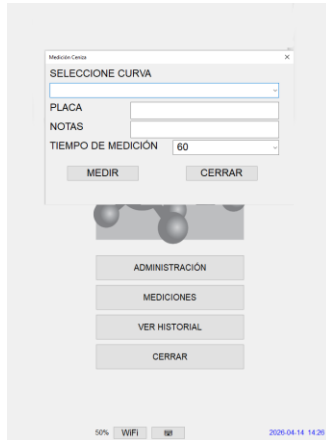 Medición Ceniza
SELECCIONE CURVA
PLACA
NOTAS
TIEMPO DE MEDICIÓN 60
MEDIR CERRAR
ADMINISTRACIÓN
MEDICIONES
VER HISTORIAL
CERRAR
50% WiFi 2026-04-14 14:26